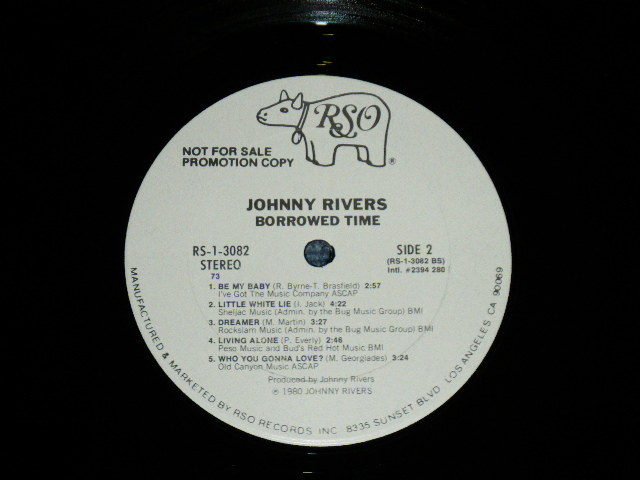 RSO
®
NOT FOR SALE
PROMOTION COPY
JOHNNY RIVERS
BORROWED TIME
RS-1-3082
STEREO
73
SIDE 2
(RS-1-3082 BS)
Intl. #2394 280
1. BE MY BABY (R. Byrne-T. Brasfield) 2:57
I've Got The Music Company ASCAP
2. LITTLE WHITE LIE (I. Jack) 4:22
Sheljac Music (Admin. by the Bug Music Group) BMI
3. DREAMER (M. Martin) 3:27
Rockslam Music (Admin. by the Bug Music Group) BMI
4. LIVING ALONE (P. Everly) 2:46
Peso Music and Bud's Red Hot Music BMI
5. WHO YOU GONNA LOVE? (M. Georgiades) 3:24
Old Canyon Music ASCAP
Produced by Johnny Rivers
℗ 1980 JOHNNY RIVERS
MANUFACTURED & MARKETED BY RSO RECORDS INC · 8335 SUNSET BLVD LOS ANGELES, CA 90069